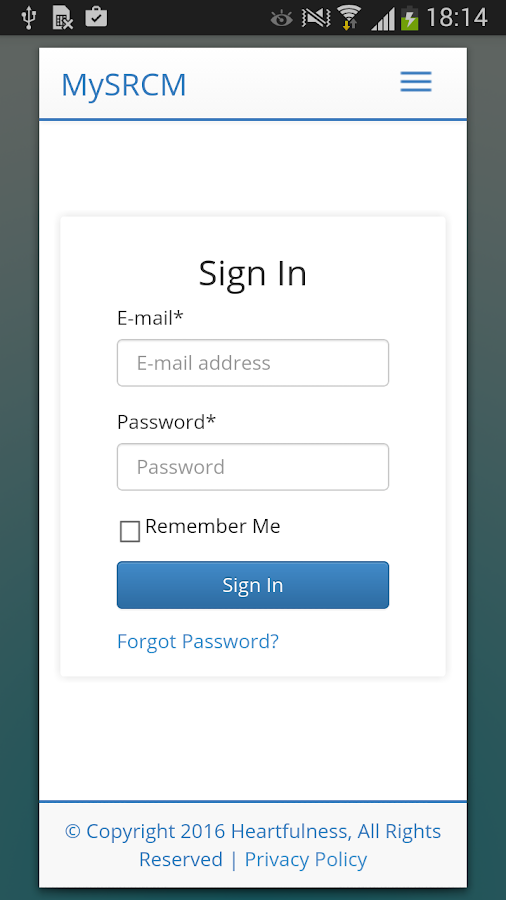 18:14
MySRCM
Sign In
E-mail*
E-mail address
Password*
Password
Remember Me
Sign In
Forgot Password?
© Copyright 2016 Heartfulness, All Rights
Reserved | Privacy Policy